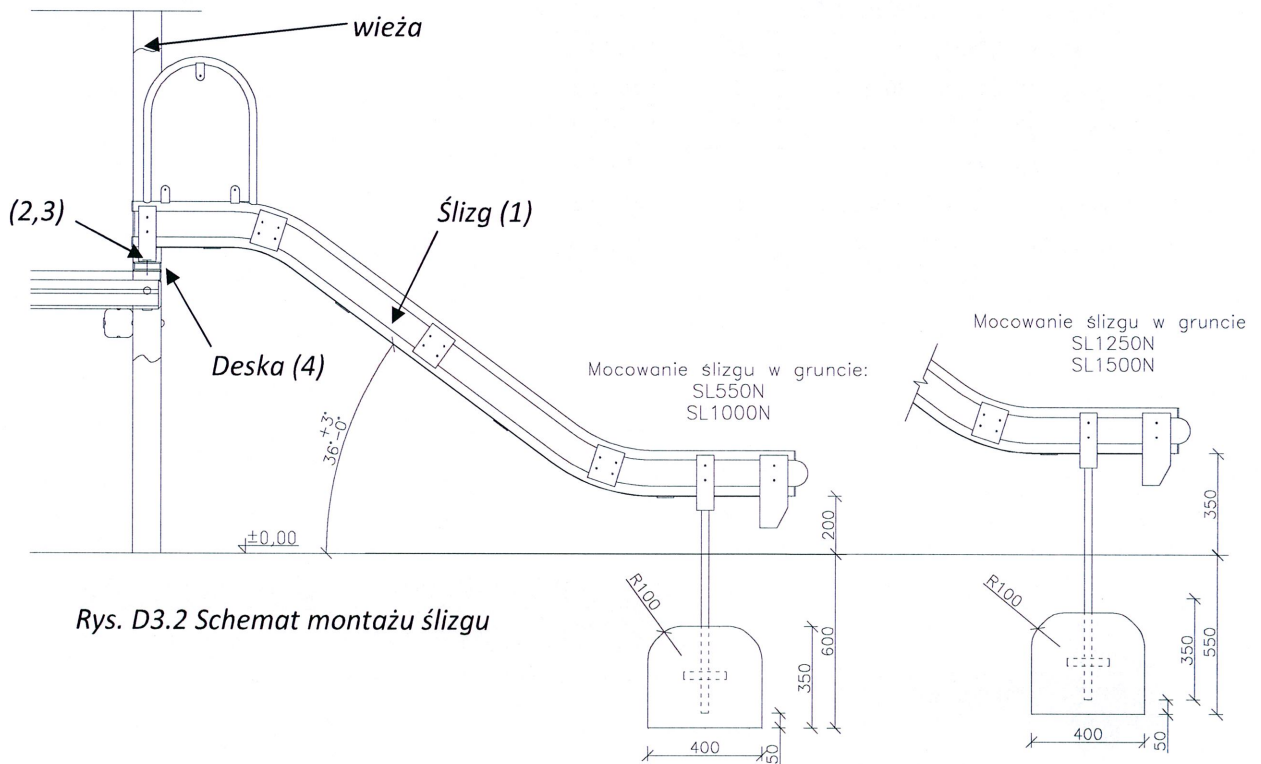 wieża
(2,3)
Ślizg (1)
Deska (4)
36°+3°-0°
±0,00
Mocowanie ślizgu w gruncie:
SL550N
SL1000N
Mocowanie ślizgu w gruncie
SL1250N
SL1500N
200
350
R100
600
350
50
400
R100
550
350
50
400
Rys. D3.2 Schemat montażu ślizgu